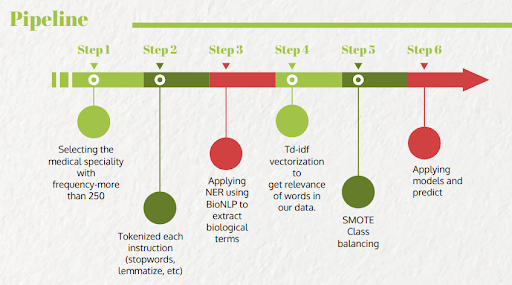 Pipeline
Step 1
Step 2
Step 3
Step 4
Step 5
Step 6
Selecting the
medical speciality
with
frequency-more
than 250
Tokenized each
instruction
(stopwords,
lemmatize, etc)
Applying
NER using
BioNLP to
extract
biological
terms
Td-idf
vectorization
to
get relevance
of words in
our data.
SMOTE
Class
balancing
Applying
models and
predict